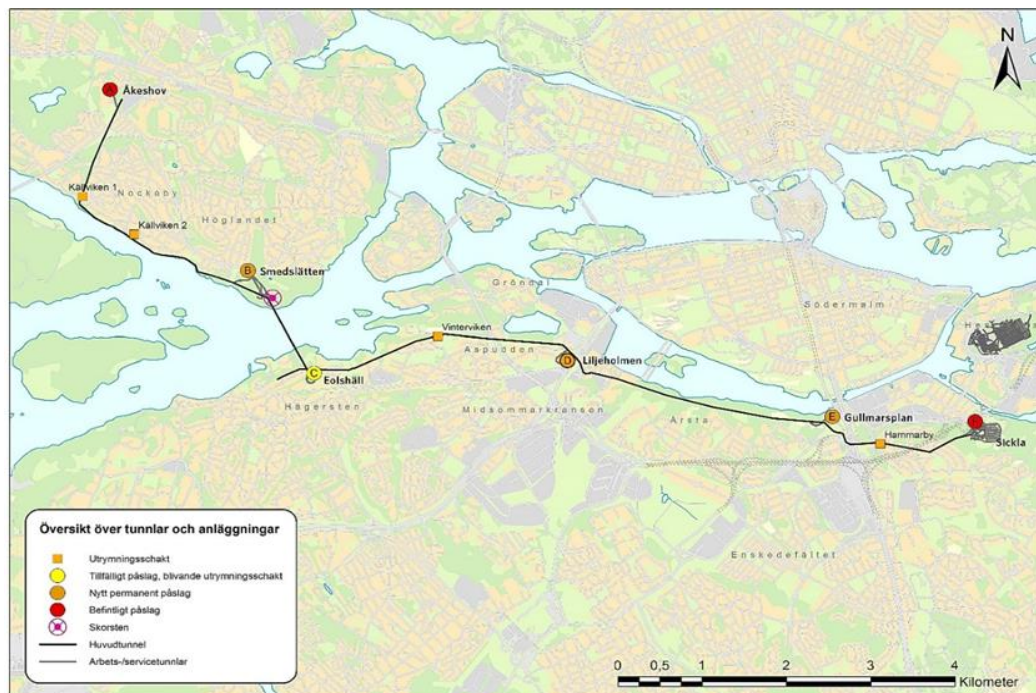 N
A
Åkeshov
Källviken 1
Nockeby
Källviken 2
Höglandet
B
Smedslätten
Gröndal
Södermalm
Vinterviken
Aspudden
D
Liljeholmen
C
Eolshäll
Hägersten
Midsommarkransen
Årsta
E
Gullmarsplan
Hammarby
Sickla
Enskedefältet
Översikt över tunnlar och anläggningar
Utrymningsschakt
Tillfälligt påslag, blivande utrymningsschakt
Nytt permanent påslag
Befintligt påslag
Skorsten
Huvudtunnel
Arbets-/servicetunnlar
0 0,5 1 2 3 4
Kilometer